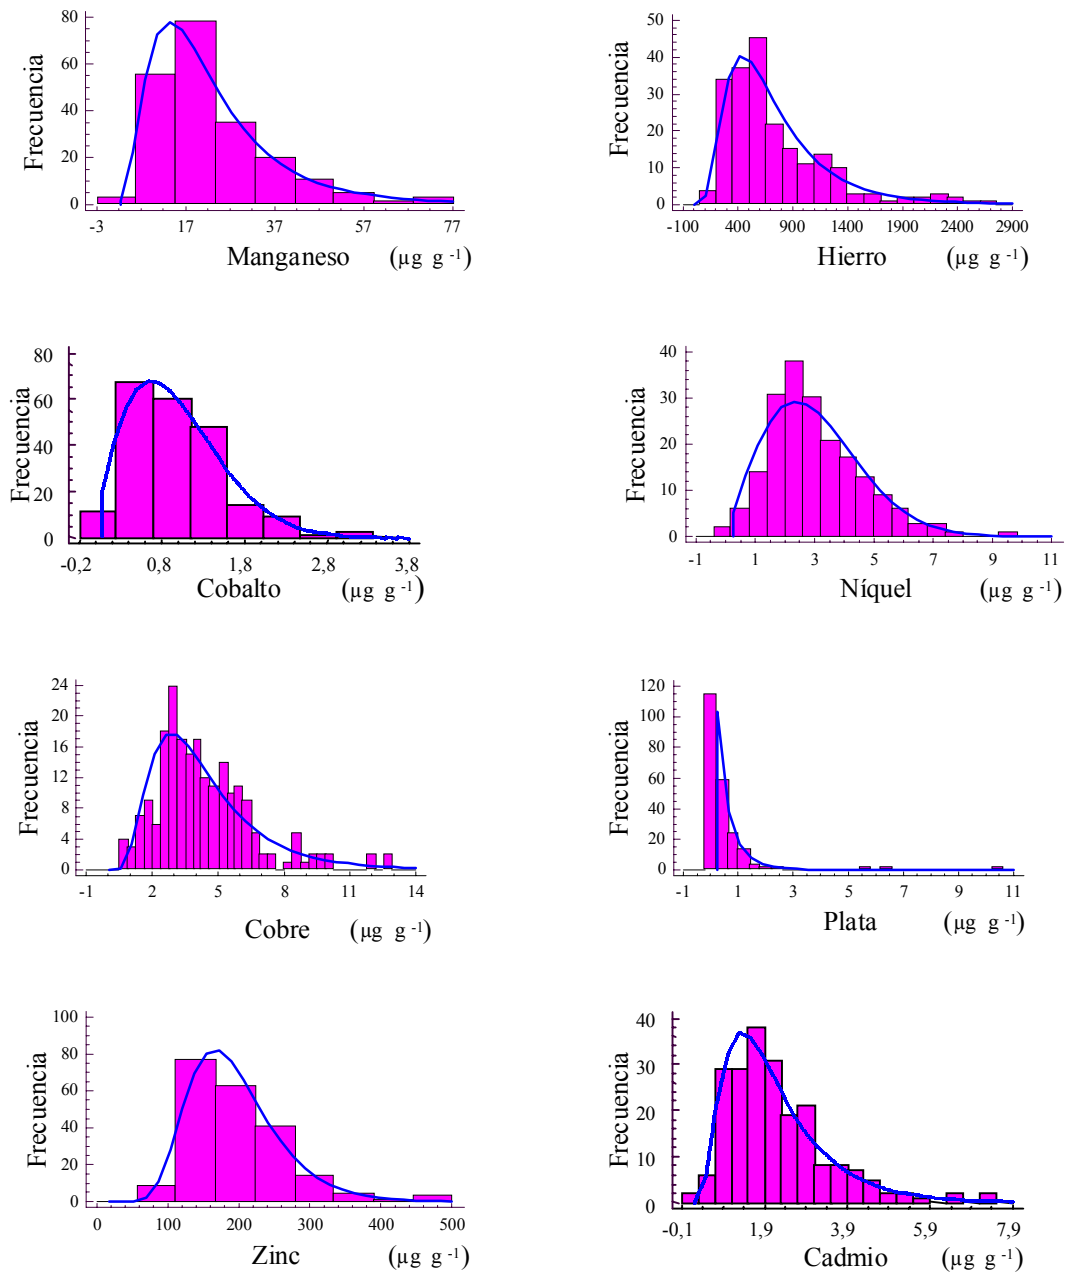 80
60
40
20
0
Frecuencia
-3 17 37 57 77
Manganeso (µg g -1)
50
40
30
20
10
0
Frecuencia
-100 400 900 1400 1900 2400 2900
Hierro (µg g -1)
80
60
40
20
0
Frecuencia
-0,2 0,8 1,8 2,8 3,8
Cobalto (µg g -1)
40
30
20
10
0
Frecuencia
-1 1 3 5 7 9 11
Níquel (µg g -1)
24
20
16
12
8
4
0
Frecuencia
-1 2 5 8 11 14
Cobre (µg g -1)
120
100
80
60
40
20
0
Frecuencia
-1 1 3 5 7 9 11
Plata (µg g -1)
100
80
60
40
20
0
Frecuencia
0 100 200 300 400 500
Zinc (µg g -1)
40
30
20
10
0
Frecuencia
-0,1 1,9 3,9 5,9 7,9
Cadmio (µg g -1)